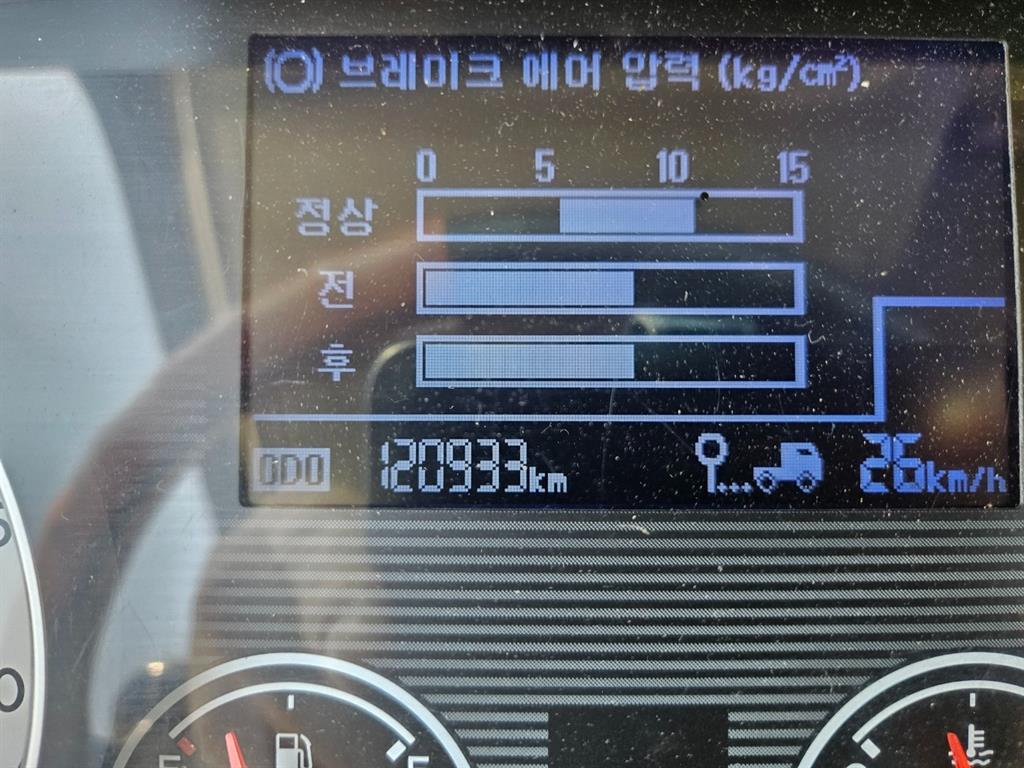 브레이크 에어 압력 (kg/cm²)
0 5 10 15
정상
전
후
ODO 120933km
km/h